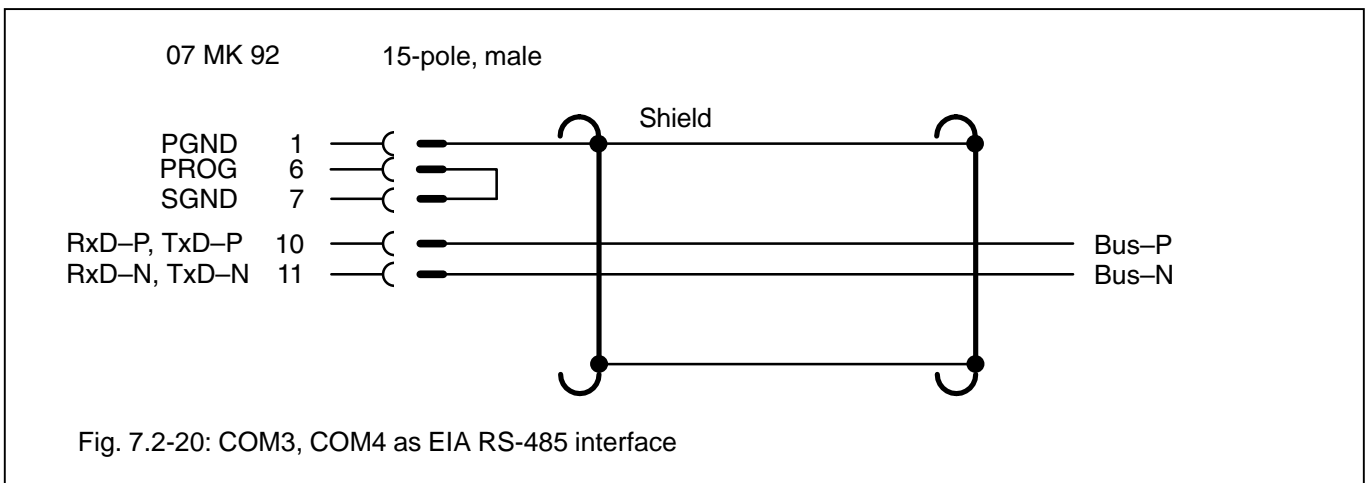 07 MK 92 15-pole, male
Shield
PGND 1
PROG 6
SGND 7
RxD–P, TxD–P 10 Bus–P
RxD–N, TxD–N 11 Bus–N
Fig. 7.2-20: COM3, COM4 as EIA RS-485 interface